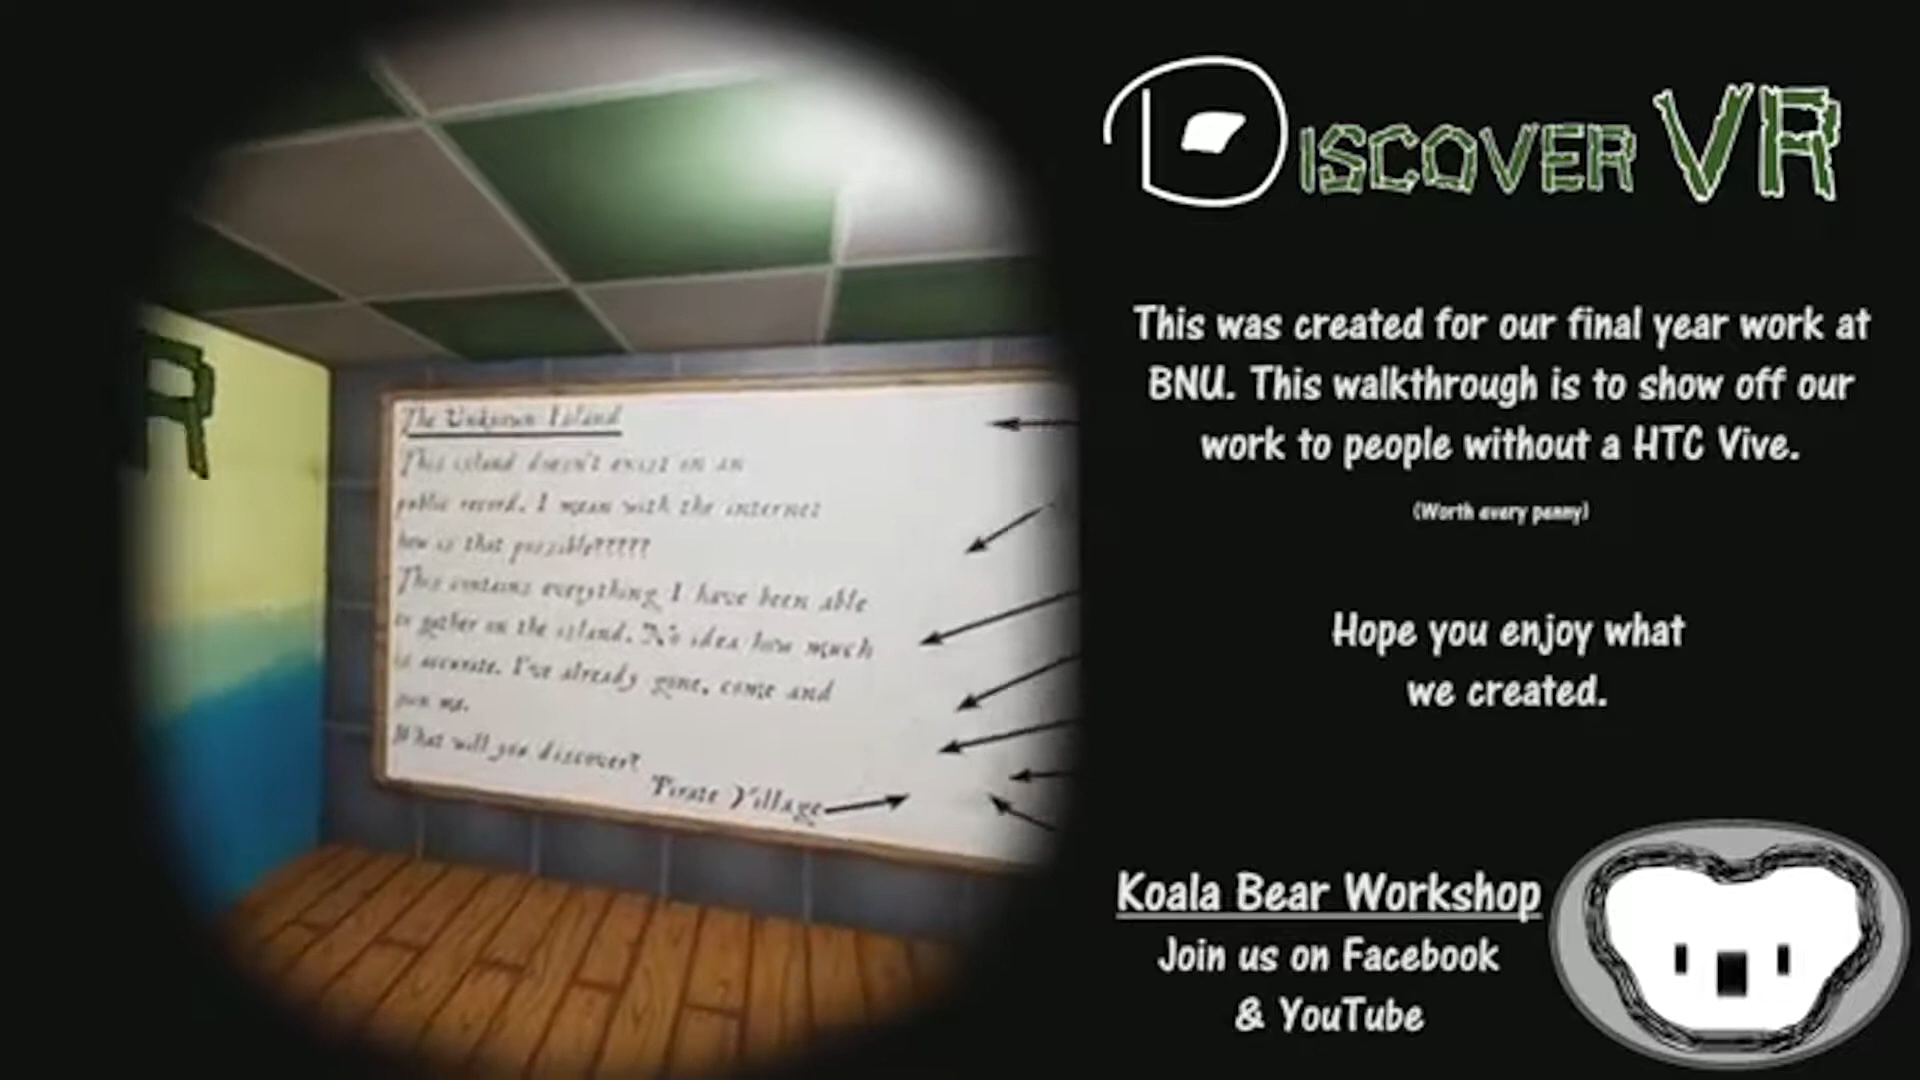 R
The Unknown Island
This island doesn't exist on an
public record. I mean with the internet
how is that possible?????
This contains everything I have been able
to gather on the island. No idea how much
is accurate. I've already gone, come and
join me.
What will you discover?
Pirate Village
DISCOVER VR
This was created for our final year work at
BNU. This walkthrough is to show off our
work to people without a HTC Vive.
(Worth every penny)
Hope you enjoy what
we created.
Koala Bear Workshop
Join us on Facebook
& YouTube